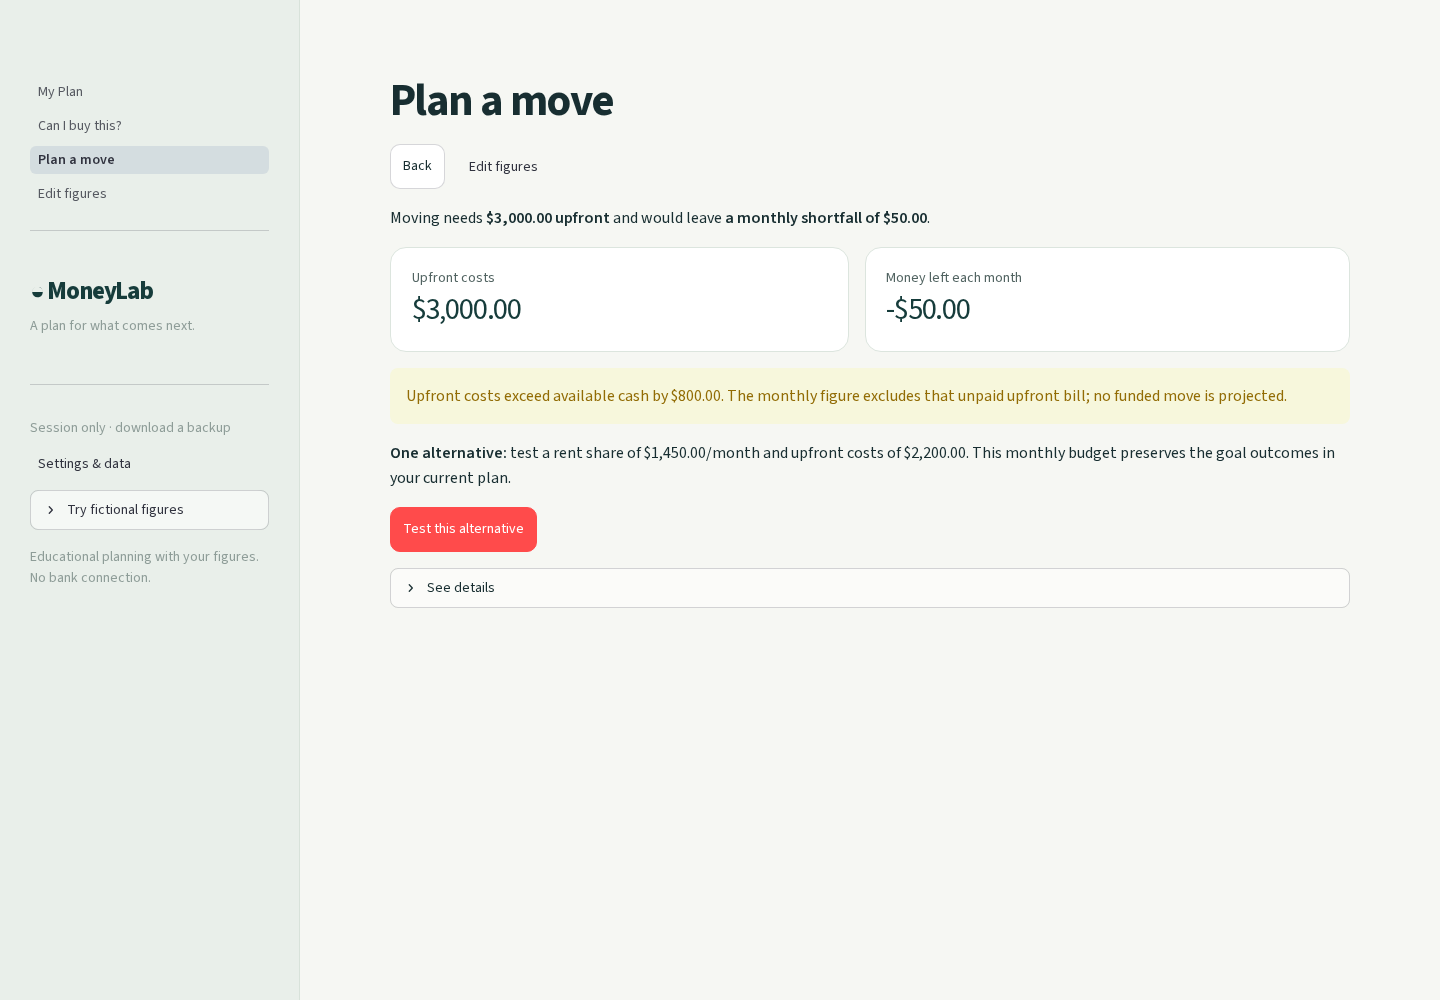 My Plan
Can I buy this?
Plan a move
Edit figures
MoneyLab
A plan for what comes next.
Session only · download a backup
Settings & data
Try fictional figures
Educational planning with your figures.
No bank connection.
Plan a move
Back
Edit figures
Moving needs $3,000.00 upfront and would leave a monthly shortfall of $50.00.
Upfront costs
$3,000.00
Money left each month
-$50.00
Upfront costs exceed available cash by $800.00. The monthly figure excludes that unpaid upfront bill; no funded move is projected.
One alternative: test a rent share of $1,450.00/month and upfront costs of $2,200.00. This monthly budget preserves the goal outcomes in
your current plan.
Test this alternative
See details